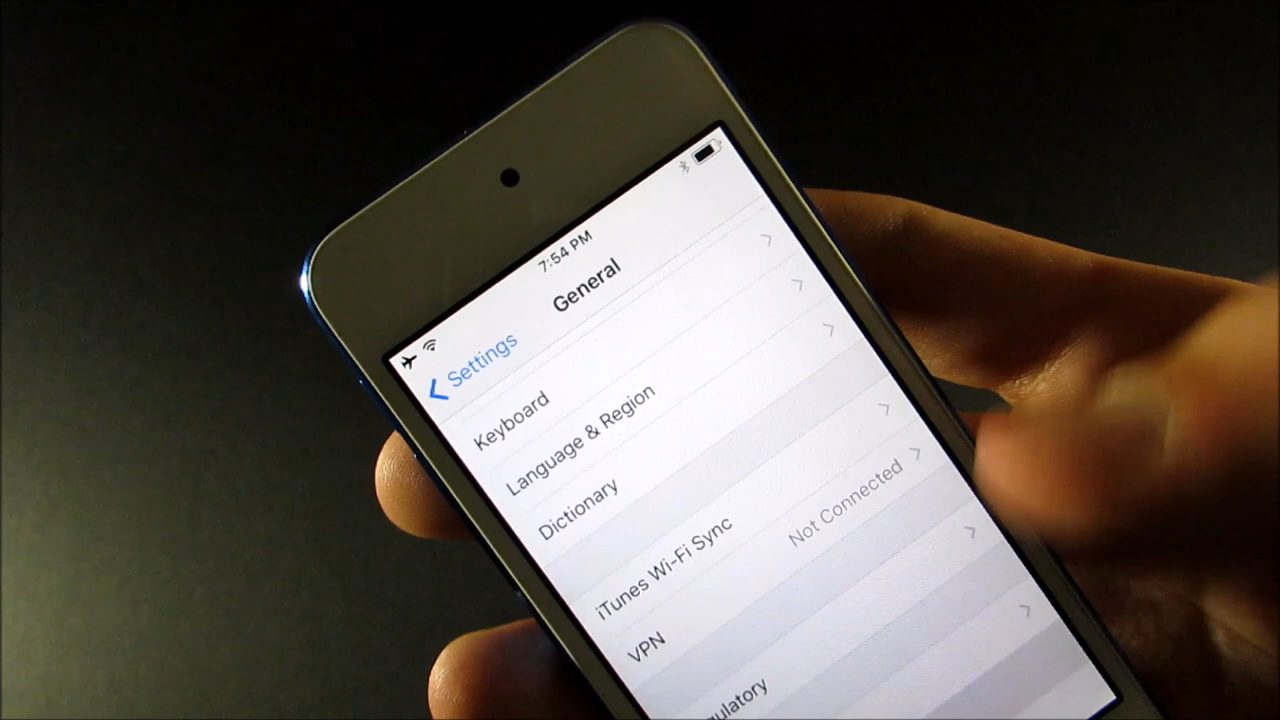 7:54 PM
Settings
General
Keyboard
Language & Region
Dictionary
iTunes Wi-Fi Sync
VPN
Not Connected